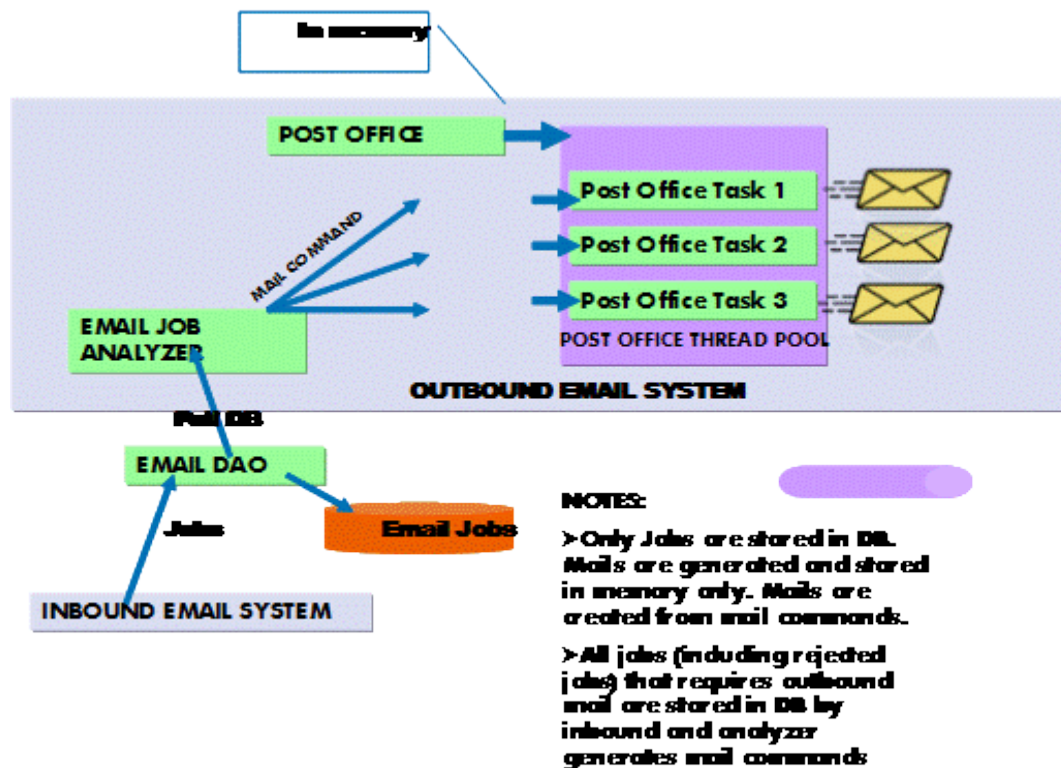 In memory
POST OFFICE
Post Office Task 1
MAIL COMMAND
Post Office Task 2
Post Office Task 3
EMAIL JOB
ANALYZER
POST OFFICE THREAD POOL
OUTBOUND EMAIL SYSTEM
Poll DB
EMAIL DAO
Jobs
Email Jobs
INBOUND EMAIL SYSTEM
NOTES:
>Only Jobs are stored in DB.
Mails are generated and stored
in memory only. Mails are
created from mail commands.
>All jobs (including rejected
jobs) that requires outbound
mail are stored in DB by
inbound and analyzer
generates mail commands